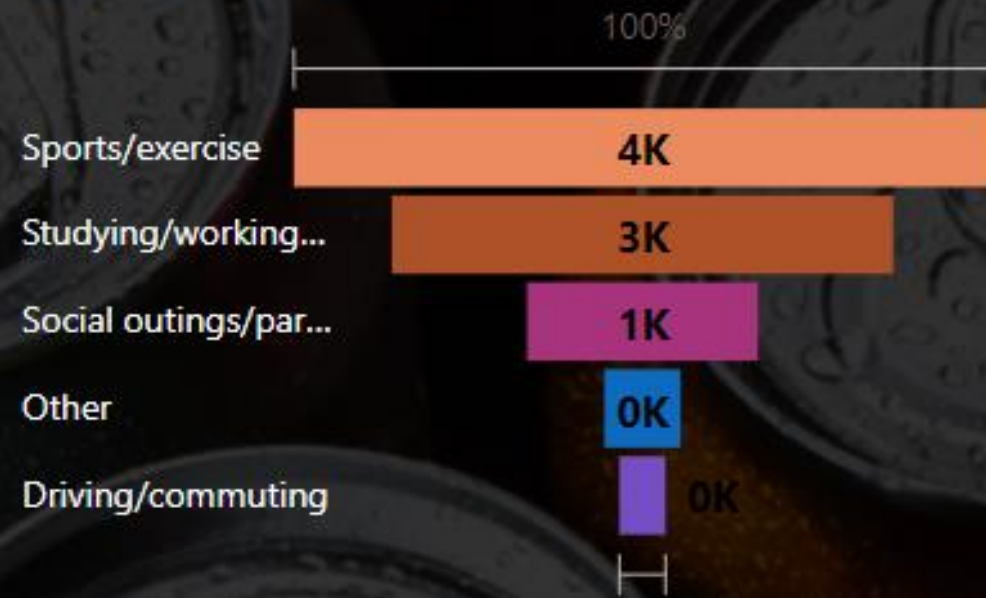 100%
Sports/exercise 4K
Studying/working... 3K
Social outings/par... 1K
Other 0K
Driving/commuting 0K